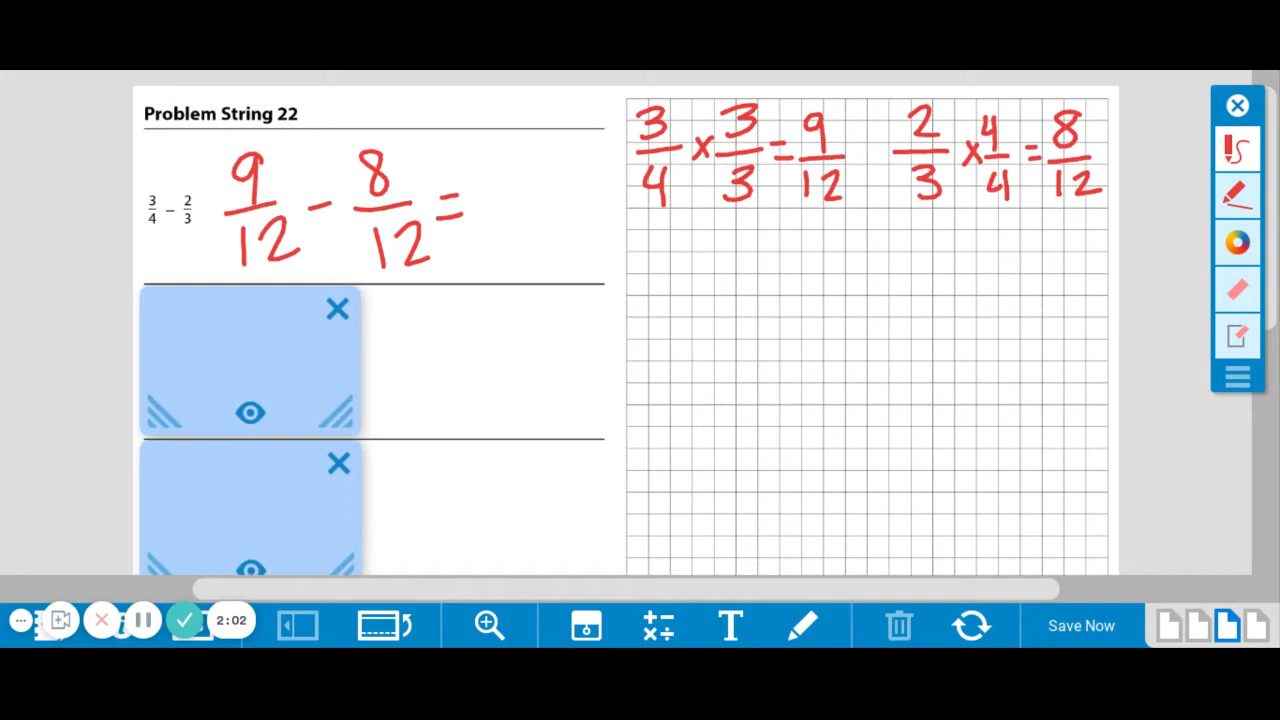 Problem String 22
3/4 − 2/3
9/12 − 8/12 =
3/4 × 3/3 = 9/12
2/3 × 4/4 = 8/12
2:02
T
Save Now